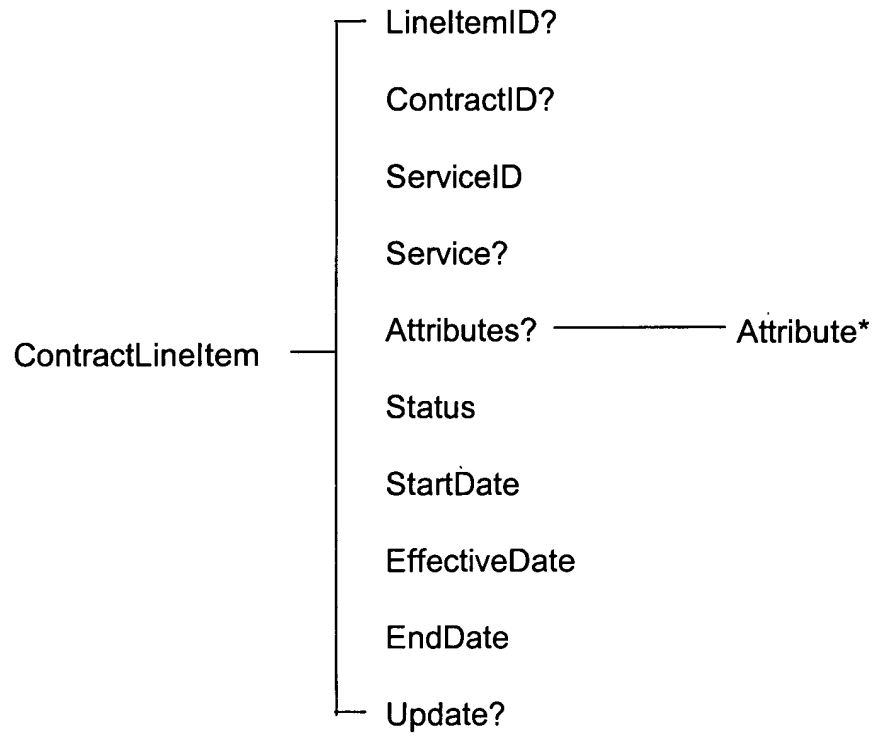 LineItemID?
ContractID?
ServiceID
Service?
Attributes? Attribute*
ContractLineItem
Status
StartDate
EffectiveDate
EndDate
Update?